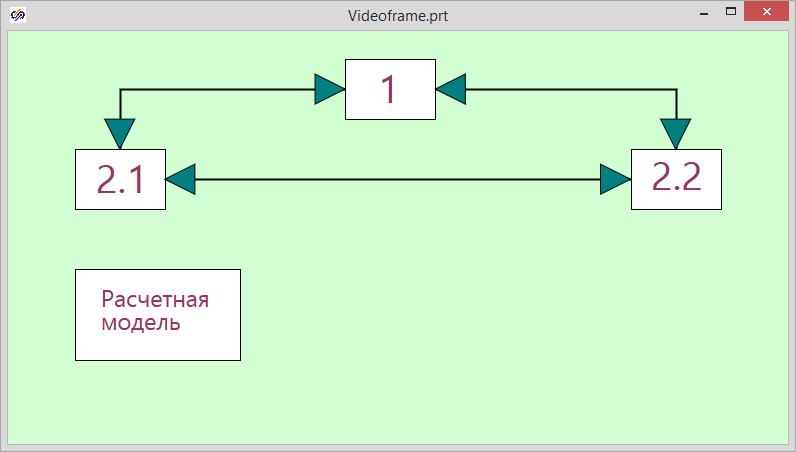 Videoframe.prt
1
2.1
2.2
Расчетная
модель